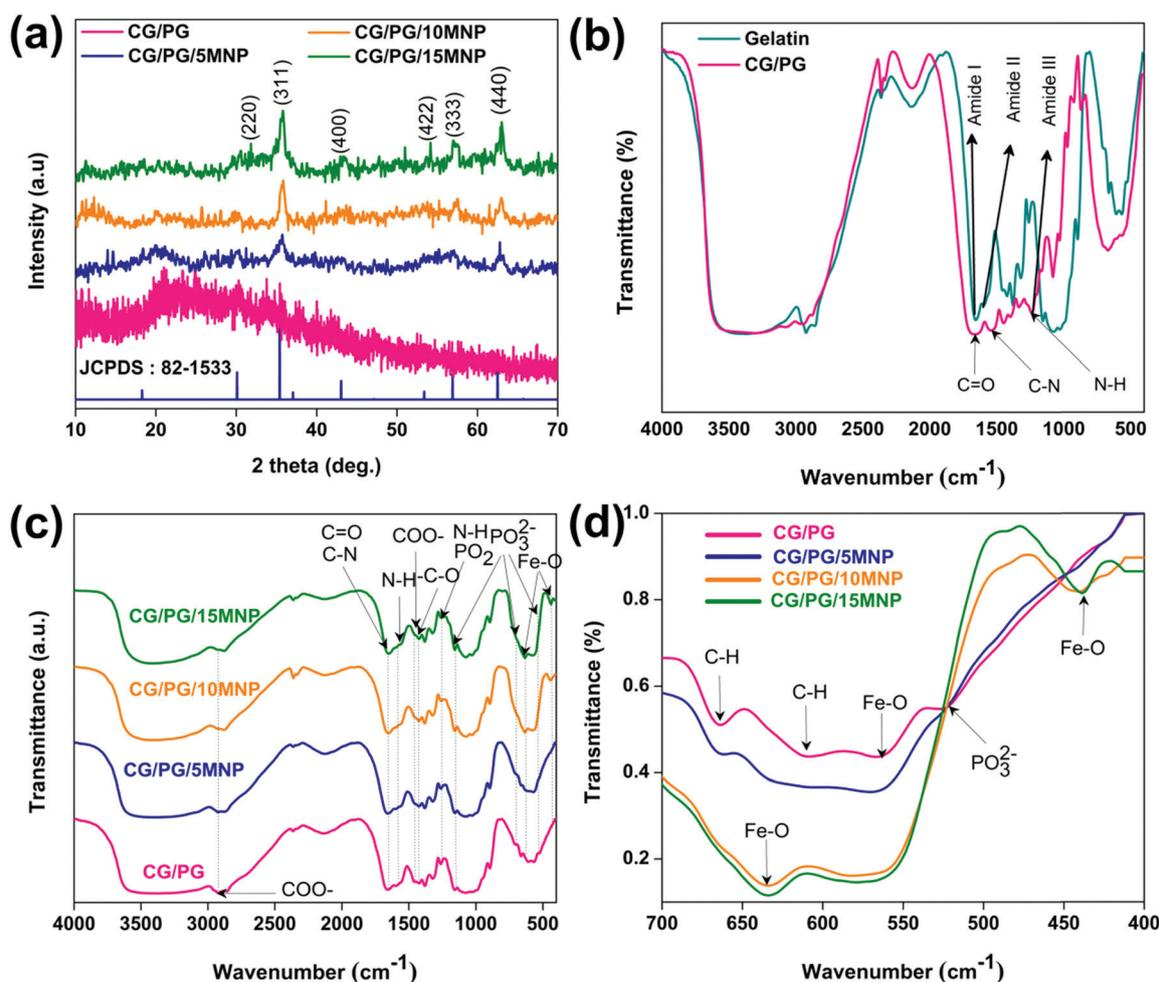 (a)
CG/PG CG/PG/10MNP
CG/PG/5MNP CG/PG/15MNP
(220)
(311)
(400)
(422)
(333)
(440)
JCPDS : 82-1533
Intensity (a.u)
10 20 30 40 50 60 70
2 theta (deg.)
(b)
Gelatin
CG/PG
Amide I
Amide II
Amide III
C=O C-N N-H
Transmittance (%)
4000 3500 3000 2500 2000 1500 1000 500
Wavenumber (cm⁻¹)
(c)
C=O
C-N
N-H
COO-
-C-O
N-H
PO2
PO3^2-
Fe-O
CG/PG/15MNP
CG/PG/10MNP
CG/PG/5MNP
CG/PG
COO-
Transmittance (a.u.)
4000 3500 3000 2500 2000 1500 1000 500
Wavenumber (cm⁻¹)
(d)
CG/PG
CG/PG/5MNP
CG/PG/10MNP
CG/PG/15MNP
C-H
C-H
Fe-O
Fe-O
Fe-O
PO3^2-
1.0
0.8
0.6
0.4
0.2
Transmittance (%)
700 650 600 550 500 450 400
Wavenumber (cm⁻¹)